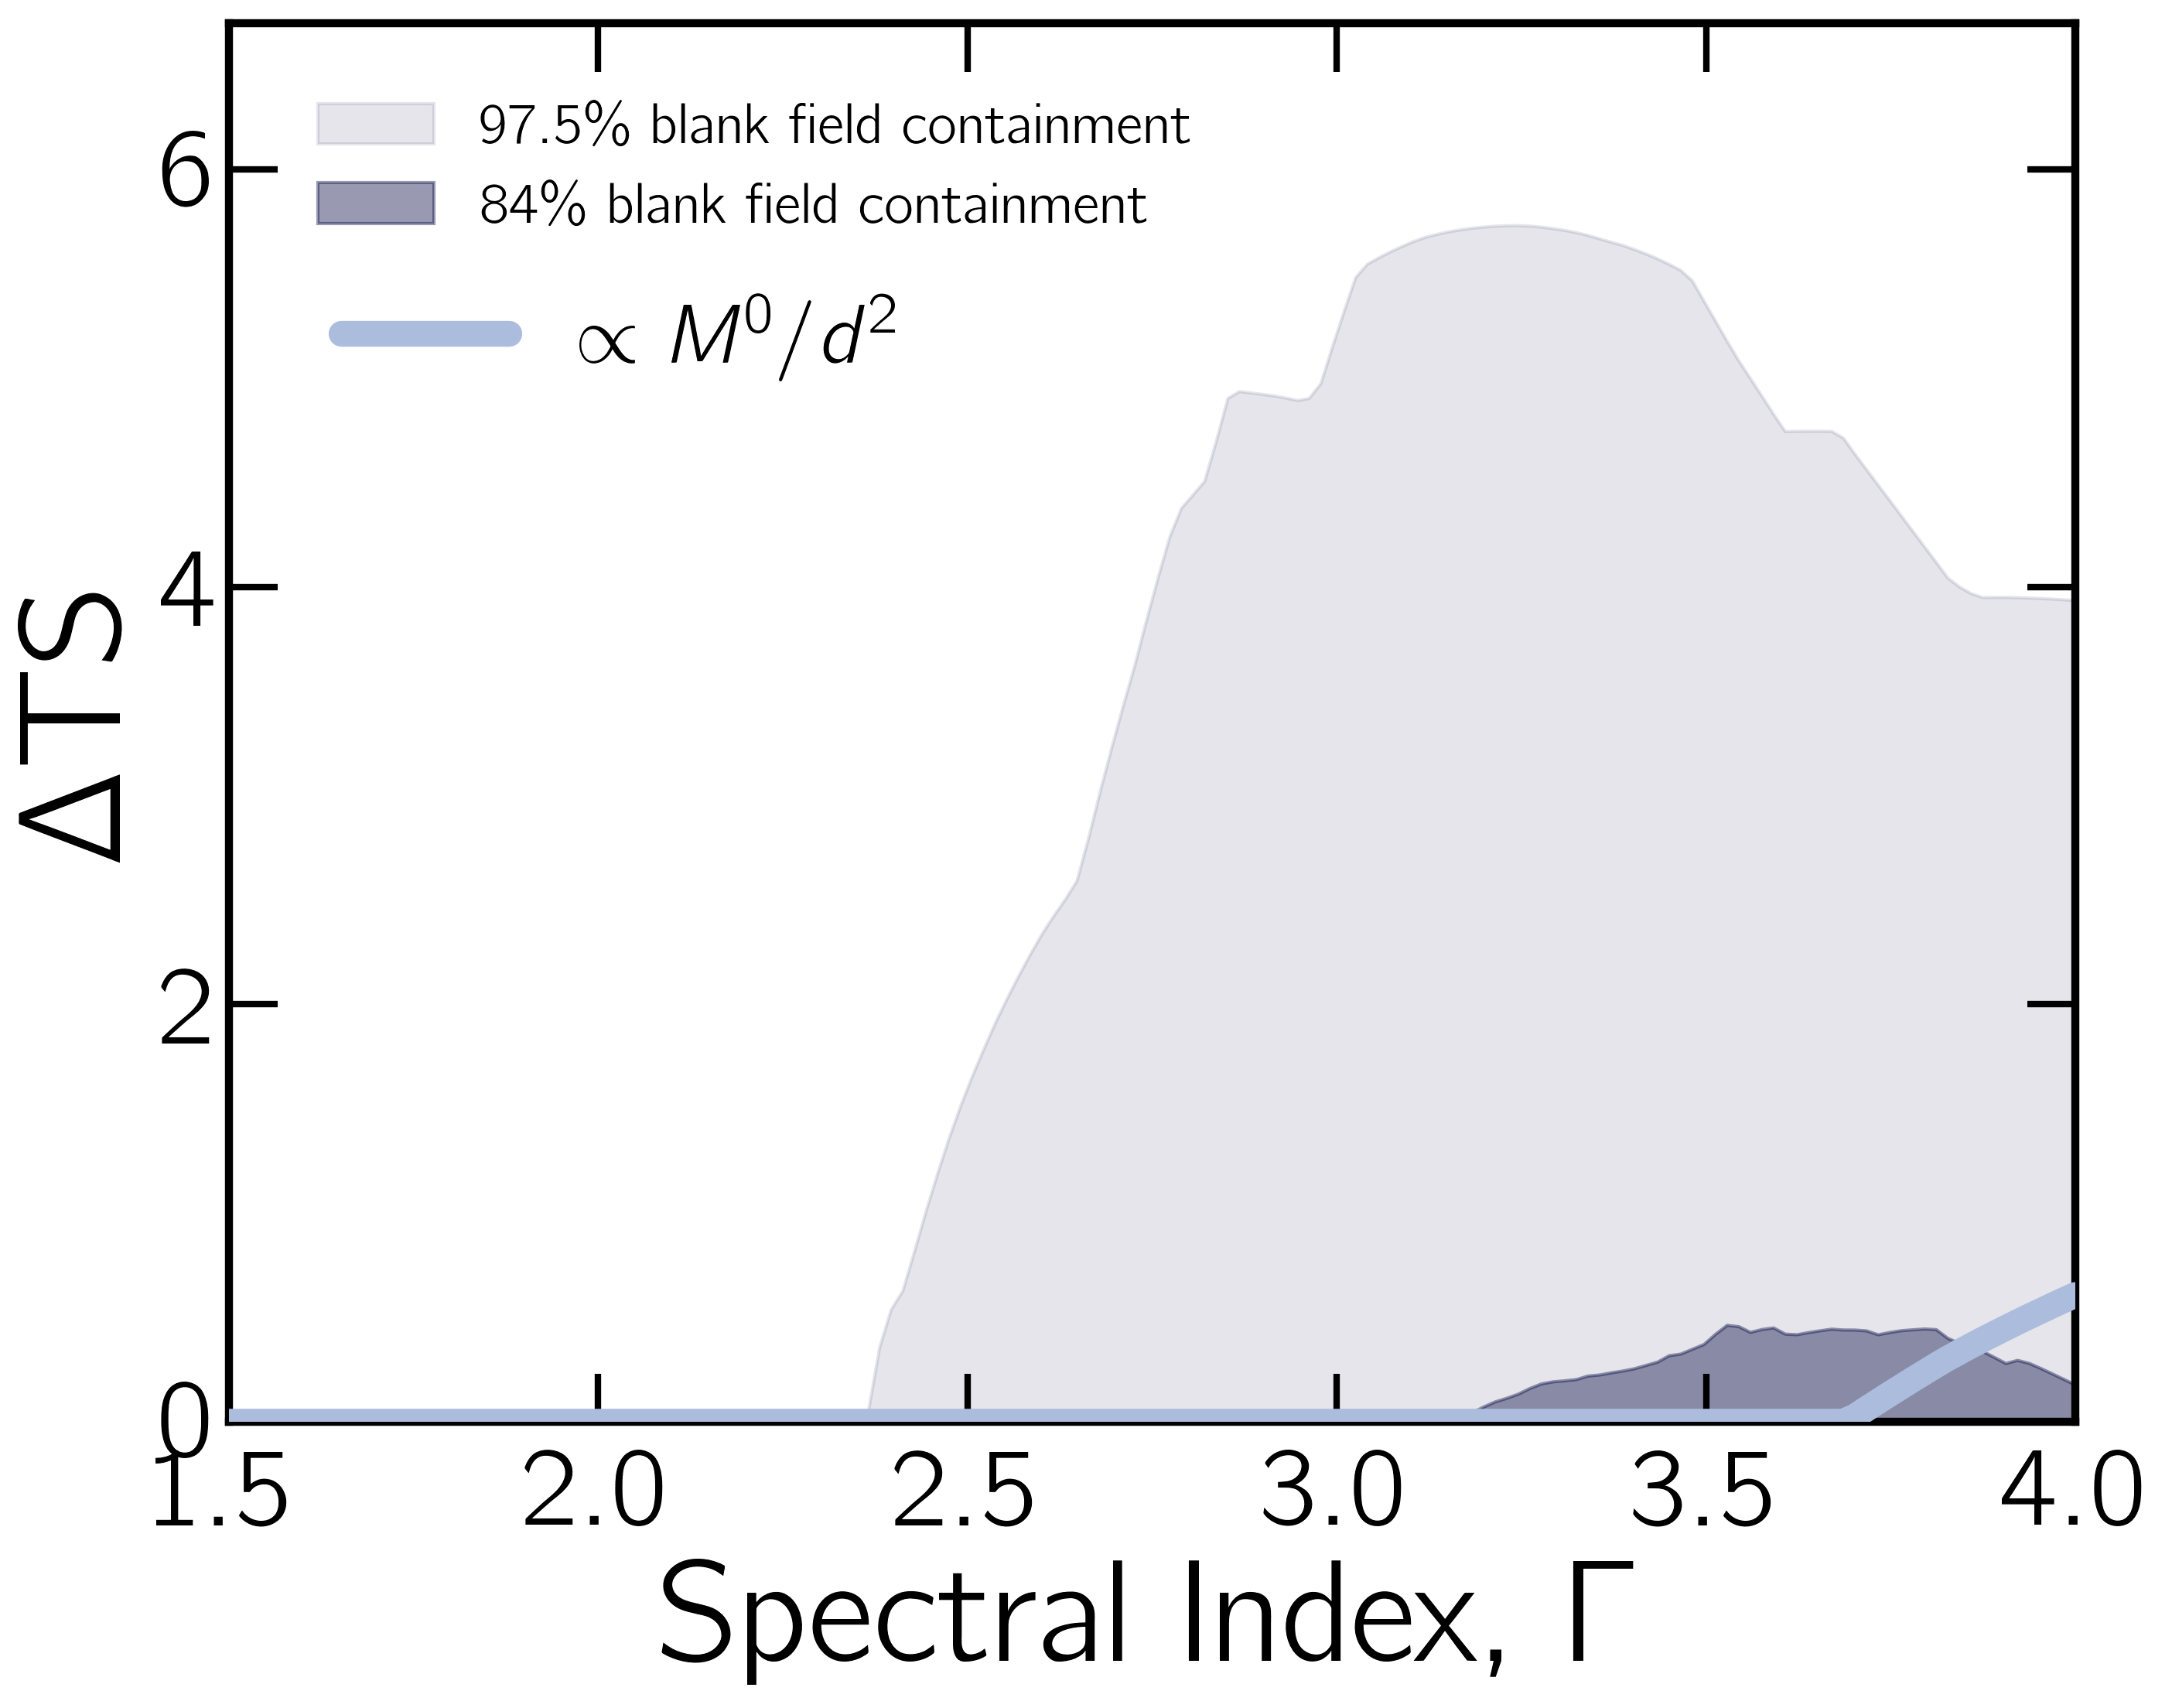 97.5% blank field containment
84% blank field containment
∝ M⁰/d²
6
4
2
0
ΔTS
1.5 2.0 2.5 3.0 3.5 4.0
Spectral Index, Γ